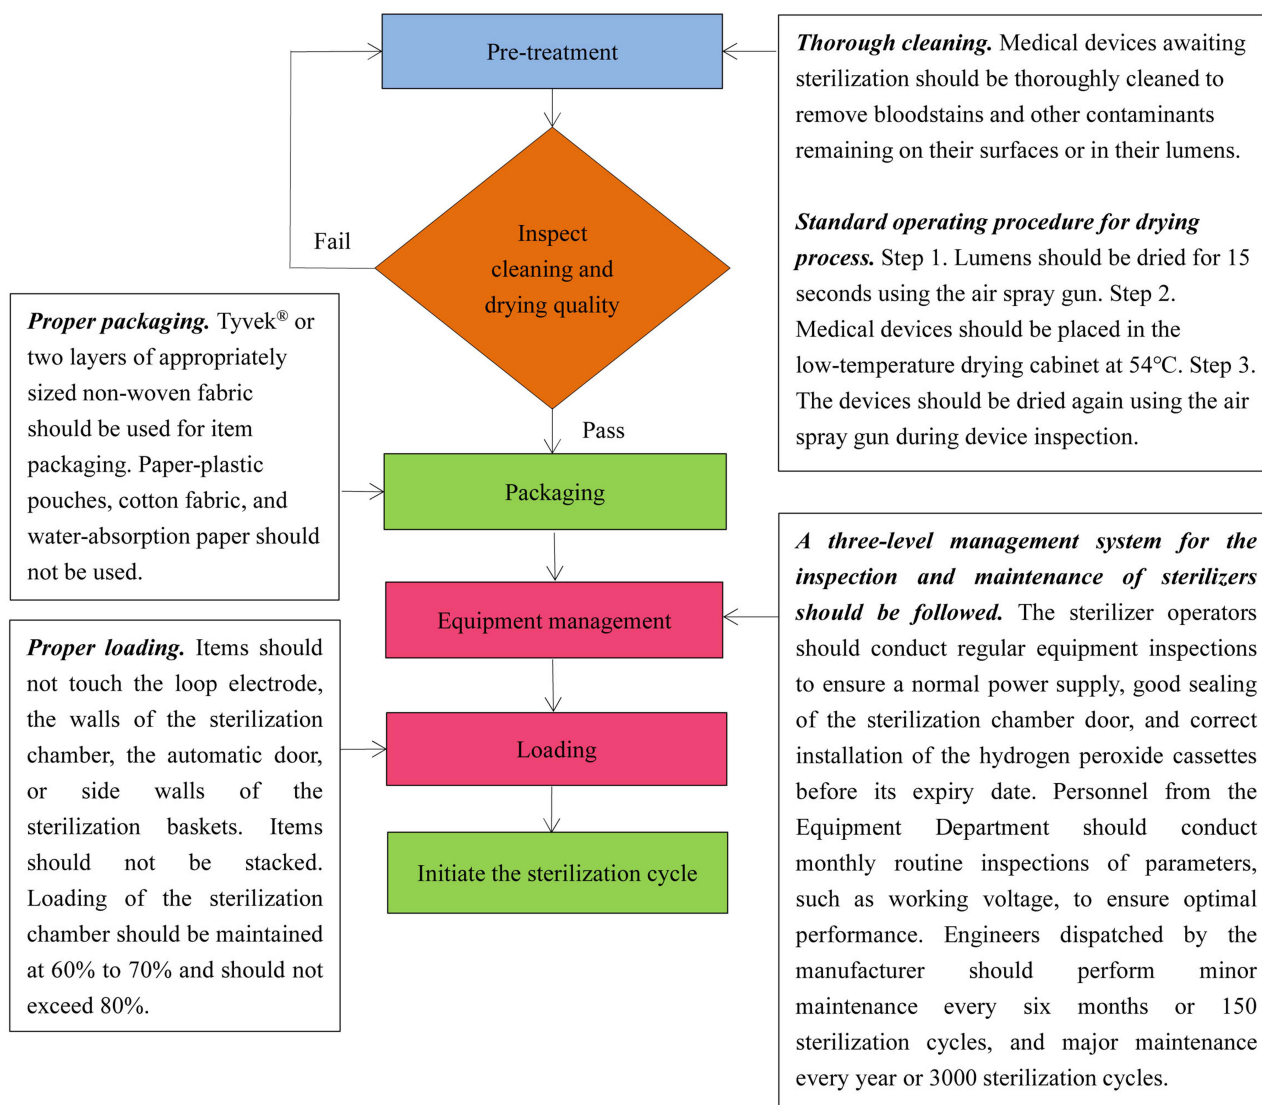 Pre-treatment
Thorough cleaning. Medical devices awaiting
sterilization should be thoroughly cleaned to
remove bloodstains and other contaminants
remaining on their surfaces or in their lumens.
Standard operating procedure for drying
process. Step 1. Lumens should be dried for 15
seconds using the air spray gun. Step 2.
Medical devices should be placed in the
low-temperature drying cabinet at 54℃. Step 3.
The devices should be dried again using the air
spray gun during device inspection.
Inspect
cleaning and
drying quality
Fail
Pass
Proper packaging. Tyvek® or
two layers of appropriately
sized non-woven fabric
should be used for item
packaging. Paper-plastic
pouches, cotton fabric, and
water-absorption paper should
not be used.
Packaging
Equipment management
A three-level management system for the
inspection and maintenance of sterilizers
should be followed. The sterilizer operators
should conduct regular equipment inspections
to ensure a normal power supply, good sealing
of the sterilization chamber door, and correct
installation of the hydrogen peroxide cassettes
before its expiry date. Personnel from the
Equipment Department should conduct
monthly routine inspections of parameters,
such as working voltage, to ensure optimal
performance. Engineers dispatched by the
manufacturer should perform minor
maintenance every six months or 150
sterilization cycles, and major maintenance
every year or 3000 sterilization cycles.
Proper loading. Items should
not touch the loop electrode,
the walls of the sterilization
chamber, the automatic door,
or side walls of the
sterilization baskets. Items
should not be stacked.
Loading of the sterilization
chamber should be maintained
at 60% to 70% and should not
exceed 80%.
Loading
Initiate the sterilization cycle